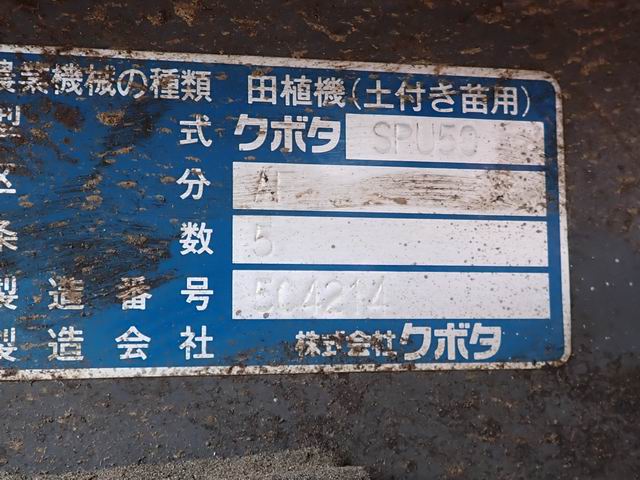 農業機械の種類 田植機(土付き苗用)
型 式 クボタ SPU50
区 分 A1
条 数 5
製造番号 504214
製造会社 株式会社クボタ